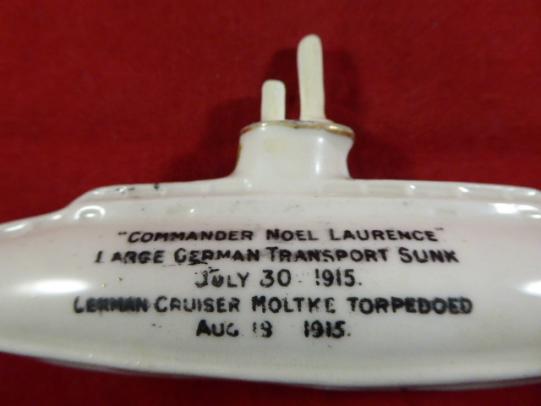 "COMMANDER NOEL LAURENCE"
LARGE GERMAN TRANSPORT SUNK
JULY 30 1915.
GERMAN CRUISER MOLTKE TORPEDOED
AUG 19 1915.